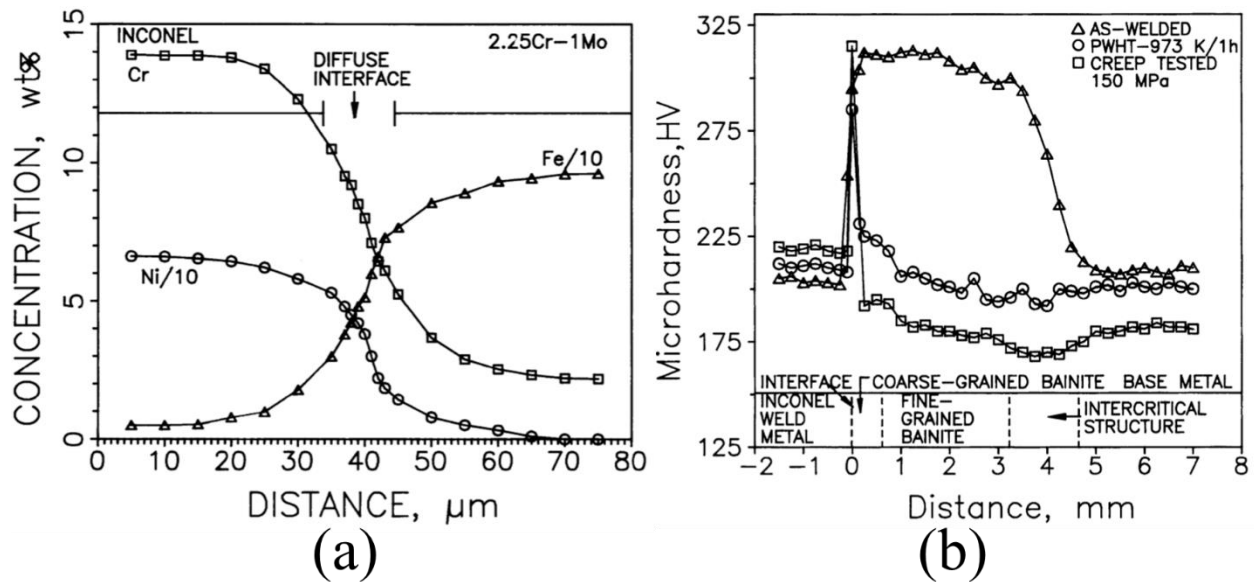 15
10
5
0
CONCENTRATION, wt%
INCONEL
Cr
2.25Cr-1Mo
DIFFUSE
INTERFACE
Fe/10
Ni/10
0 10 20 30 40 50 60 70 80
DISTANCE, μm
(a)
325
275
225
175
125
Microhardness,HV
AS-WELDED
PWHT-973 K/1h
CREEP TESTED
150 MPa
INTERFACE COARSE-GRAINED BAINITE BASE METAL
INCONEL
WELD
METAL
FINE-
GRAINED
BAINITE
INTERCRITICAL
STRUCTURE
-2 -1 0 1 2 3 4 5 6 7 8
Distance, mm
(b)